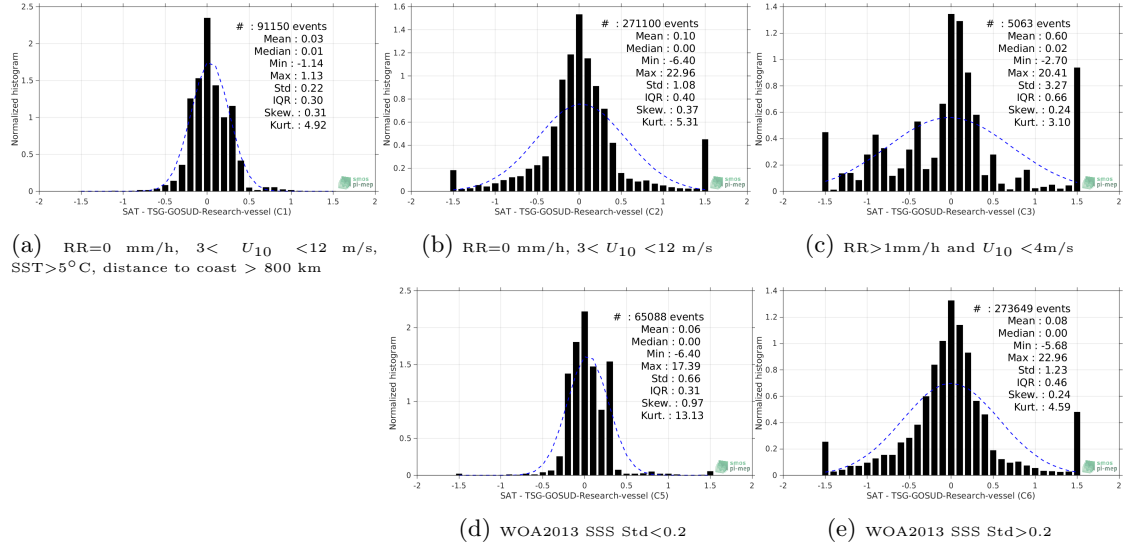 2.5
2
1.5
1
0.5
0
Normalized histogram
-2 -1.5 -1 -0.5 0 0.5 1 1.5 2
SAT - TSG-GOSUD-Research-vessel (C1)
# : 91150 events
Mean : 0.03
Median : 0.01
Min : -1.14
Max : 1.13
Std : 0.22
IQR : 0.30
Skew. : 0.31
Kurt. : 4.92
smos
pi-mep
(a) RR=0 mm/h, 3< U10 <12 m/s,
SST>5°C, distance to coast > 800 km
1.6
1.4
1.2
1
0.8
0.6
0.4
0.2
0
Normalized histogram
-2 -1.5 -1 -0.5 0 0.5 1 1.5 2
SAT - TSG-GOSUD-Research-vessel (C2)
# : 271100 events
Mean : 0.10
Median : 0.00
Min : -6.40
Max : 22.96
Std : 1.08
IQR : 0.40
Skew. : 0.37
Kurt. : 5.31
smos
pi-mep
(b) RR=0 mm/h, 3< U10 <12 m/s
1.4
1.2
1
0.8
0.6
0.4
0.2
0
Normalized histogram
-2 -1.5 -1 -0.5 0 0.5 1 1.5 2
SAT - TSG-GOSUD-Research-vessel (C3)
# : 5063 events
Mean : 0.60
Median : 0.02
Min : -2.70
Max : 20.41
Std : 3.27
IQR : 0.66
Skew. : 0.24
Kurt. : 3.10
smos
pi-mep
(c) RR>1mm/h and U10 <4m/s
2.5
2
1.5
1
0.5
0
Normalized histogram
-2 -1.5 -1 -0.5 0 0.5 1 1.5 2
SAT - TSG-GOSUD-Research-vessel (C5)
# : 65088 events
Mean : 0.06
Median : 0.00
Min : -6.40
Max : 17.39
Std : 0.66
IQR : 0.31
Skew. : 0.97
Kurt. : 13.13
smos
pi-mep
(d) WOA2013 SSS Std<0.2
1.4
1.2
1
0.8
0.6
0.4
0.2
0
Normalized histogram
-2 -1.5 -1 -0.5 0 0.5 1 1.5 2
SAT - TSG-GOSUD-Research-vessel (C6)
# : 273649 events
Mean : 0.08
Median : 0.00
Min : -5.68
Max : 22.96
Std : 1.23
IQR : 0.46
Skew. : 0.24
Kurt. : 4.59
smos
pi-mep
(e) WOA2013 SSS Std>0.2